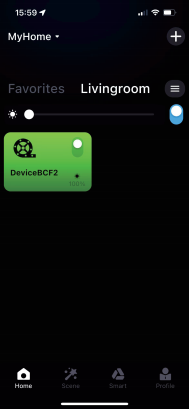 15:59
MyHome
Favorites Livingroom
DeviceBCF2
100%
Home Scene Smart Profile